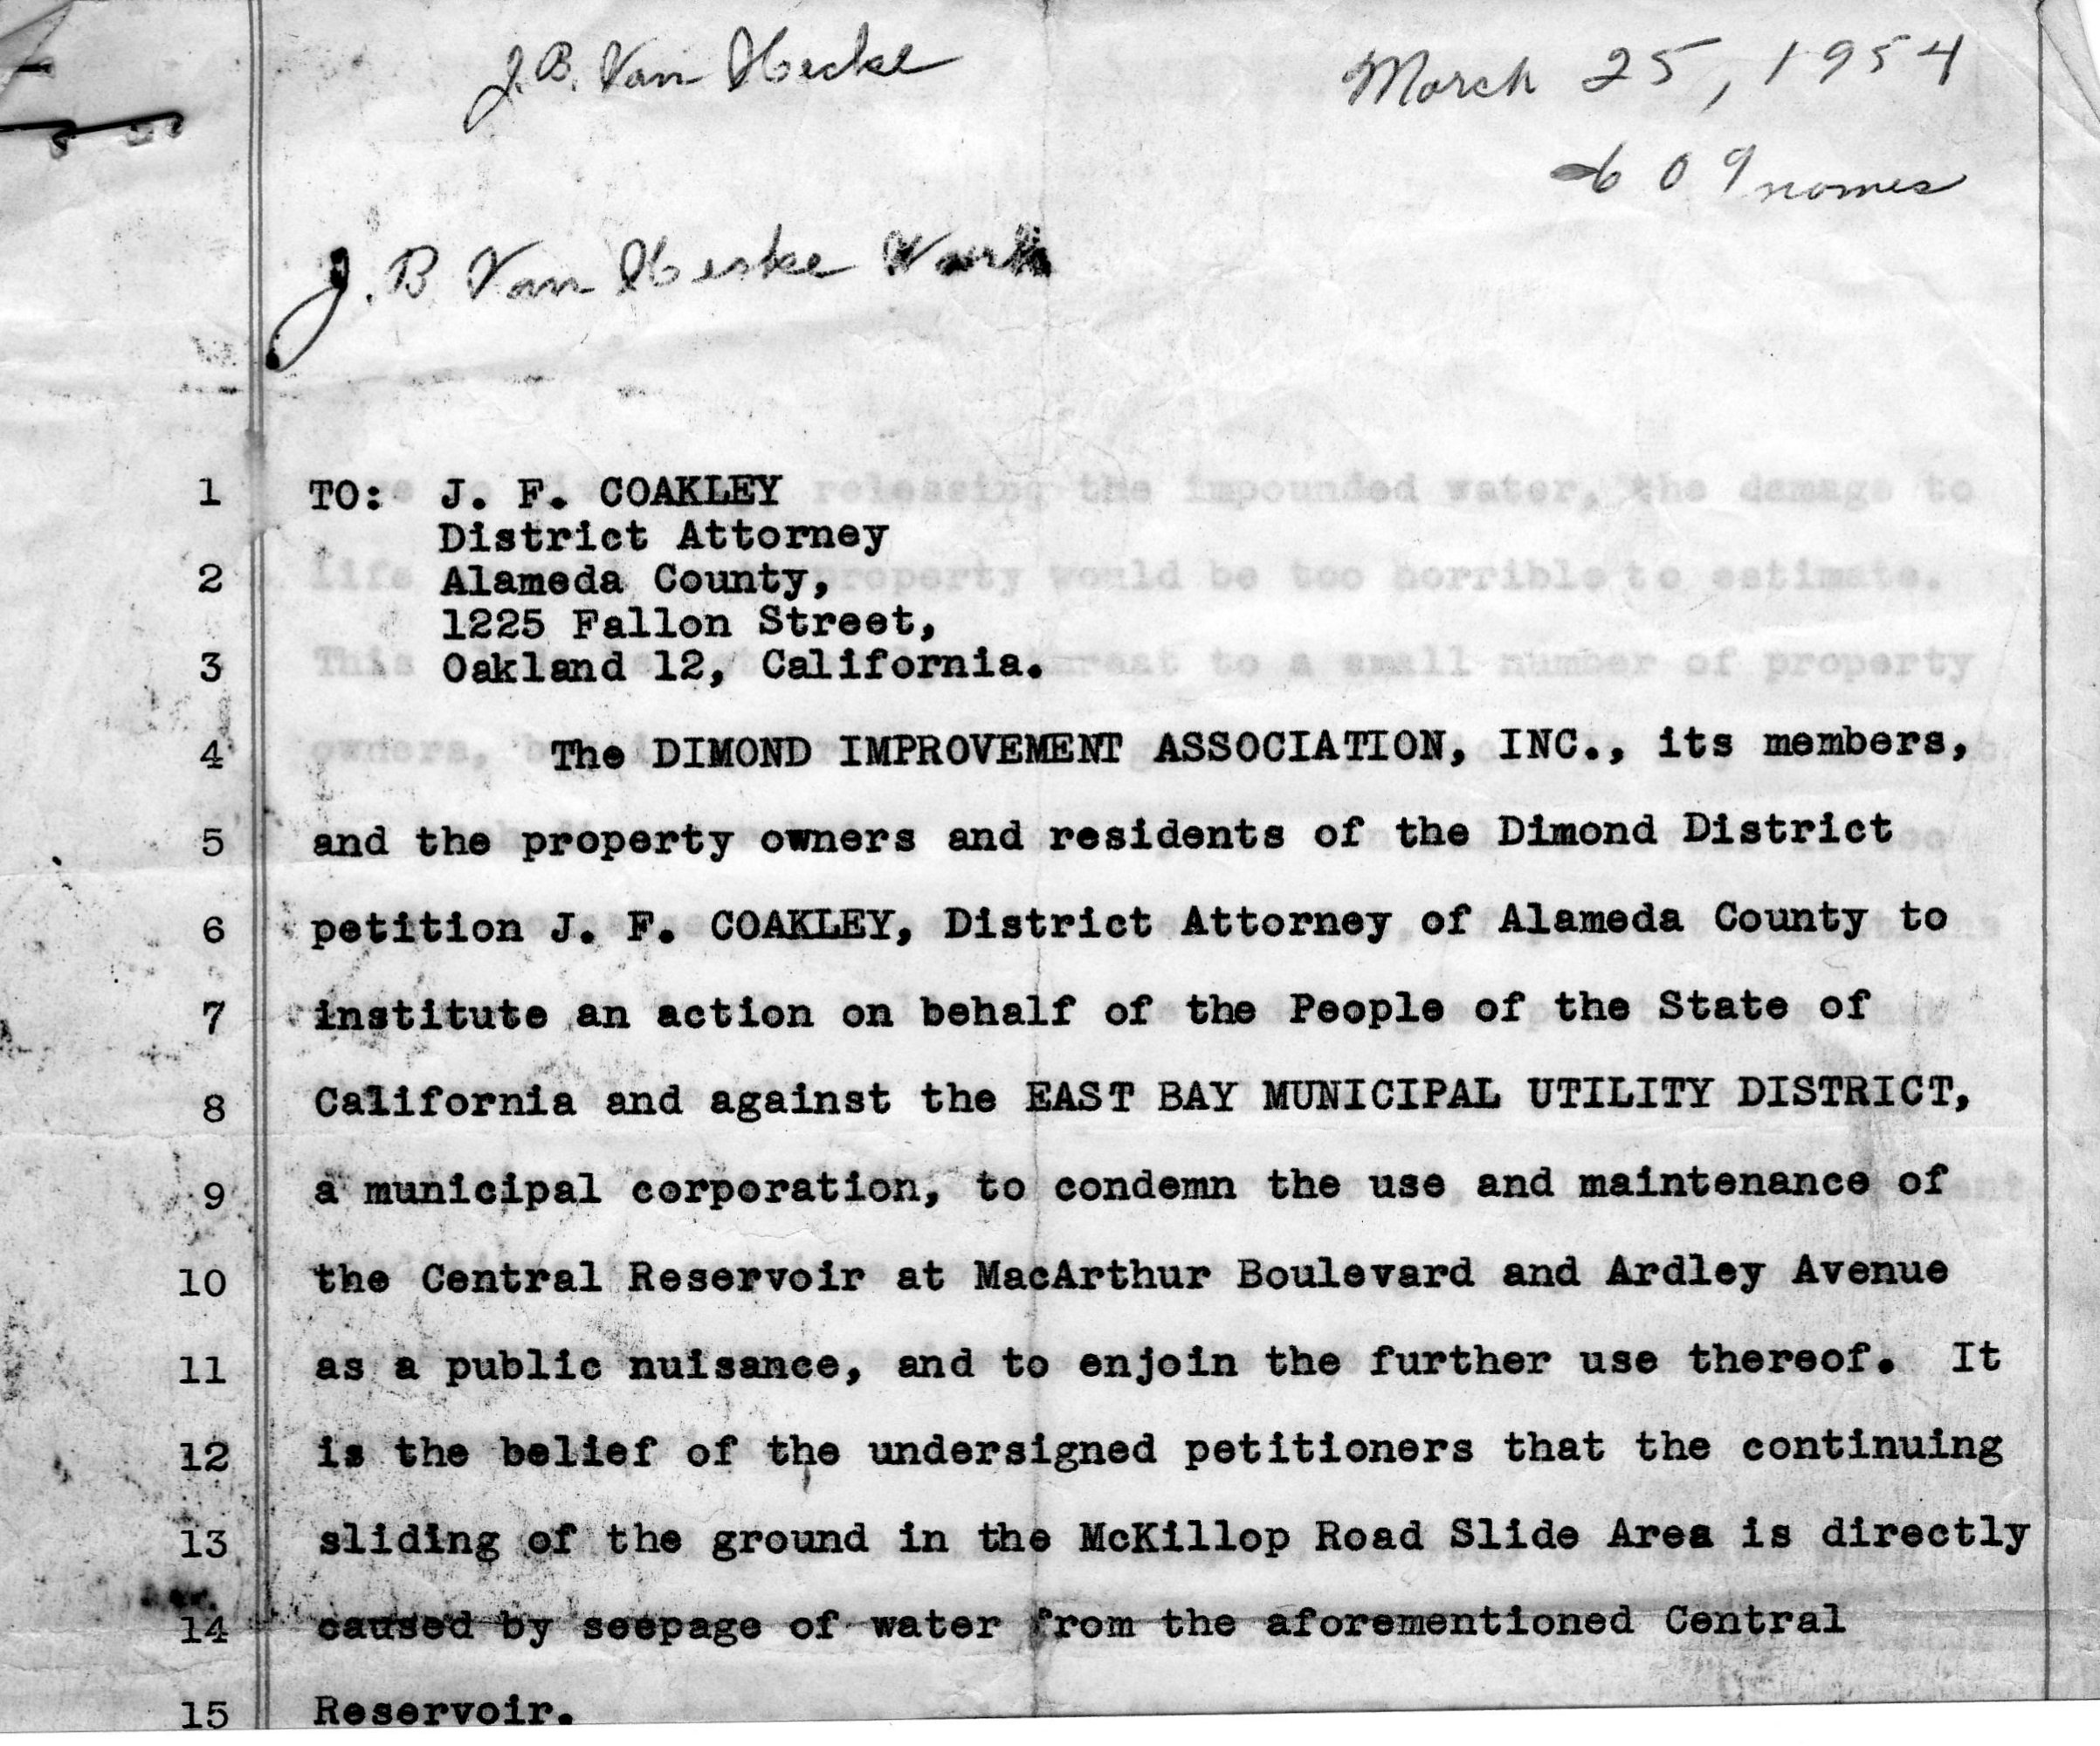 J.B. Van Hecke
March 25, 1954
609 names
J. B Van Heske
1 TO: J. F. COAKLEY
District Attorney
2 Alameda County,
1225 Fallon Street,
3 Oakland 12, California.
4 The DIMOND IMPROVEMENT ASSOCIATION, INC., its members,
5 and the property owners and residents of the Dimond District
6 petition J. F. COAKLEY, District Attorney of Alameda County to
7 institute an action on behalf of the People of the State of
8 California and against the EAST BAY MUNICIPAL UTILITY DISTRICT,
9 a municipal corporation, to condemn the use and maintenance of
10 the Central Reservoir at MacArthur Boulevard and Ardley Avenue
11 as a public nuisance, and to enjoin the further use thereof. It
12 is the belief of the undersigned petitioners that the continuing
13 sliding of the ground in the McKillop Road Slide Area is directly
14 caused by seepage of water from the aforementioned Central
15 Reservoir.